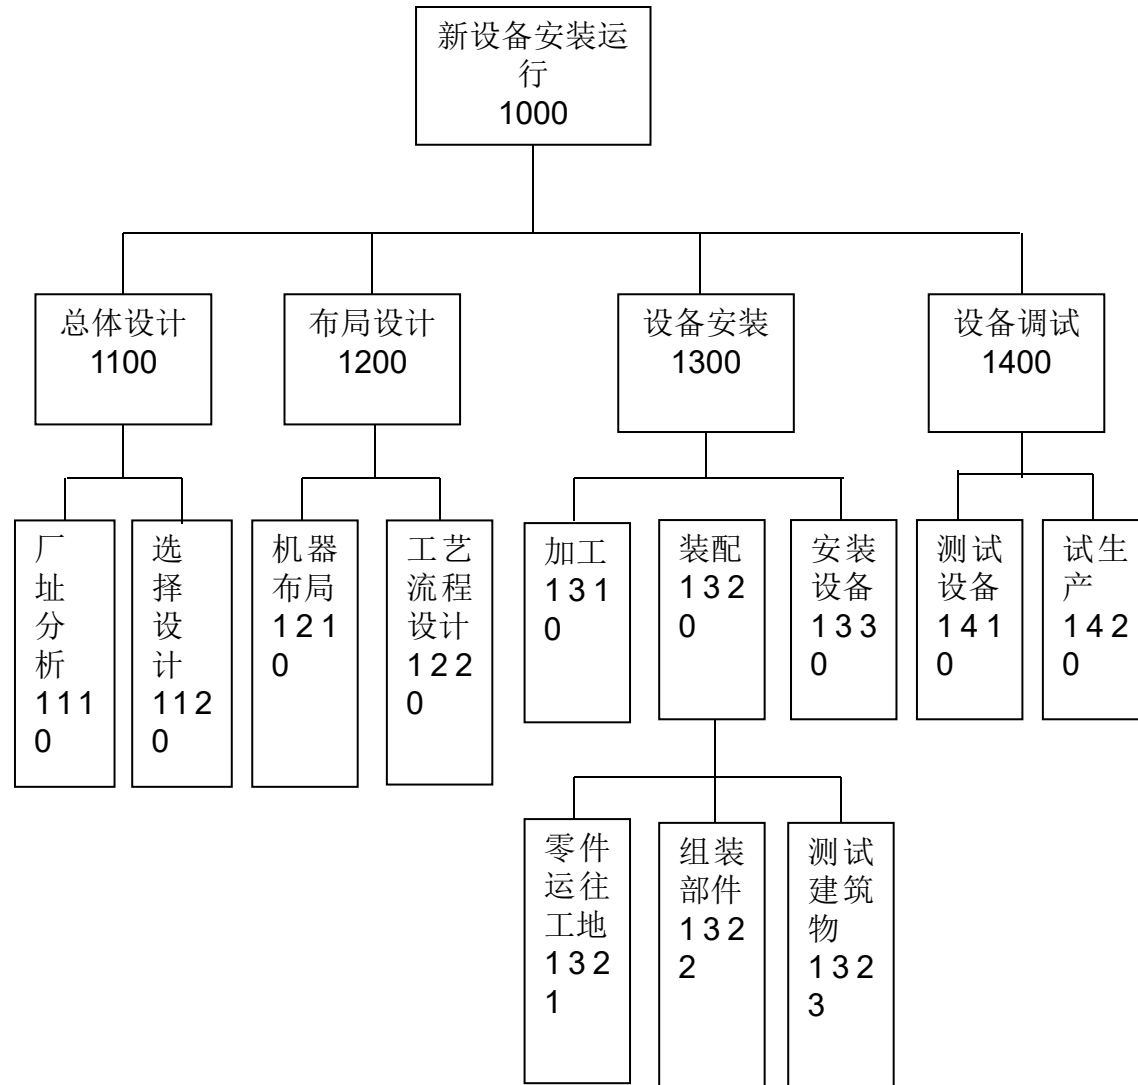 新设备安装运
行
1000
总体设计
1100
布局设计
1200
设备安装
1300
设备调试
1400
厂
址
分
析
111
0
选
择
设
计
112
0
机器
布局
121
0
工艺
流程
设计
122
0
加工
131
0
装配
132
0
安装
设备
133
0
测试
设备
141
0
试生
产
142
0
零件
运往
工地
132
1
组装
部件
132
2
测试
建筑
物
132
3